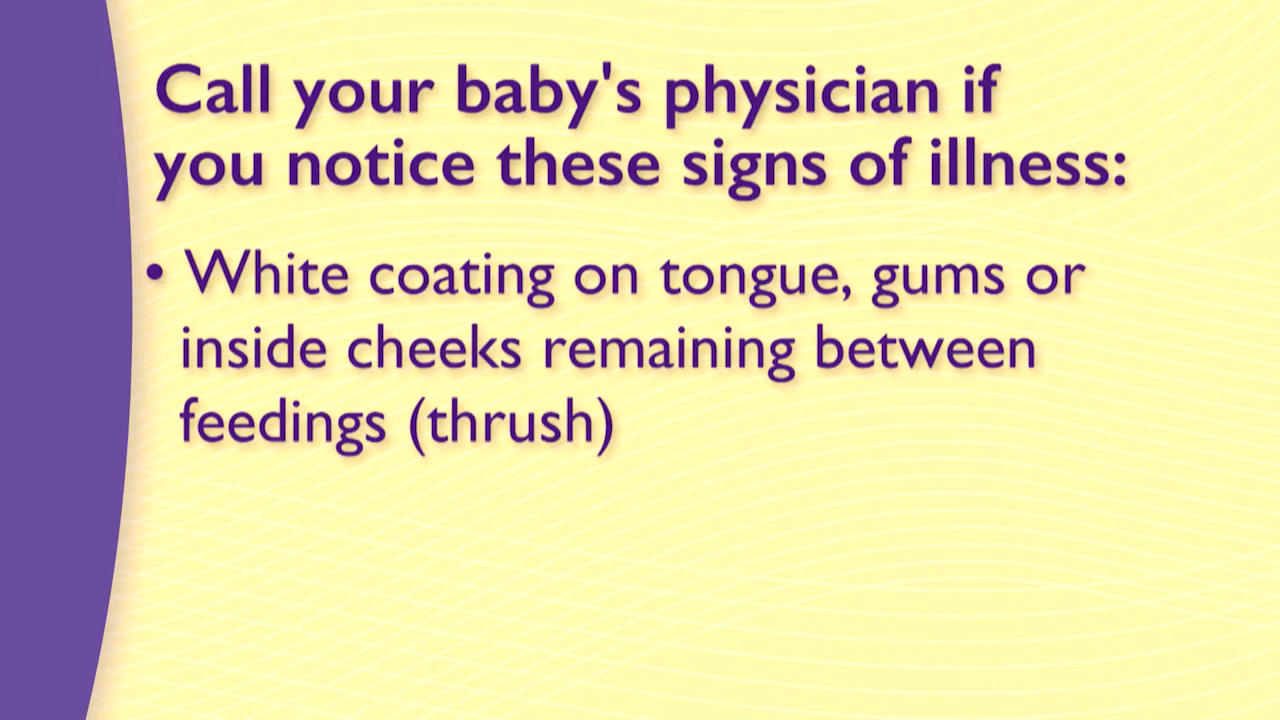 Call your baby's physician if
you notice these signs of illness:
• White coating on tongue, gums or
inside cheeks remaining between
feedings (thrush)